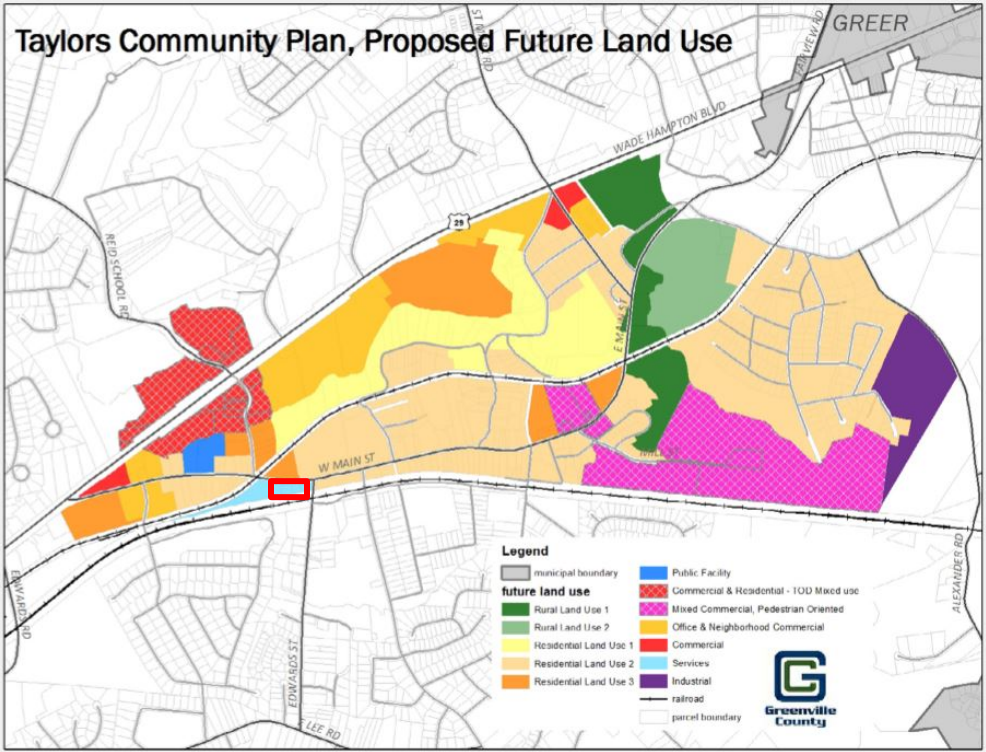 Taylors Community Plan, Proposed Future Land Use
GREER
FAIRVIEW RD
WADE HAMPTON BLVD
29
REID SCHOOL RD
E MAIN ST
W MAIN ST
EDWARDS RD
EDWARDS ST
E LEE RD
ALEXANDER RD
Legend
municipal boundary
future land use
Rural Land Use 1
Rural Land Use 2
Residential Land Use 1
Residential Land Use 2
Residential Land Use 3
Public Facility
Commercial & Residential - TOD Mixed use
Mixed Commercial, Pedestrian Oriented
Office & Neighborhood Commercial
Commercial
Services
Industrial
railroad
parcel boundary
Greenville
County